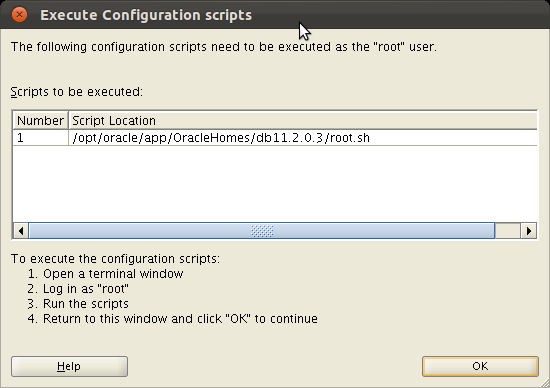 Execute Configuration scripts
The following configuration scripts need to be executed as the "root" user.
Scripts to be executed:
Number Script Location
1 /opt/oracle/app/OracleHomes/db11.2.0.3/root.sh
To execute the configuration scripts:
1. Open a terminal window
2. Log in as "root"
3. Run the scripts
4. Return to this window and click "OK" to continue
Help OK